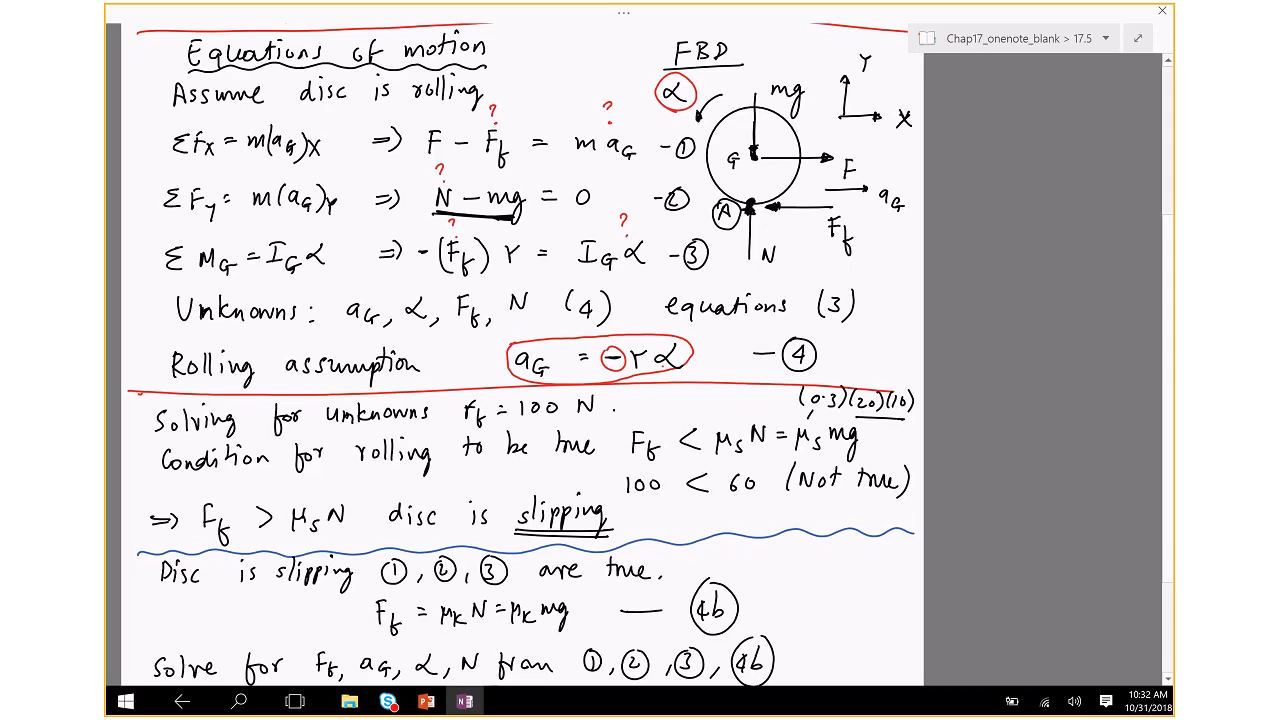 Chap17_onenote_blank > 17.5
Equations of motion
FBD
Assume disc is rolling
α
mg
Y
X
? ?
ΣFx = m(aG)x => F - Ff = m aG -①
G
F
aG
?
ΣFy = m(aG)y => N - mg = 0 -②
A
Ff
N
? ?
ΣMG = IG α => -(Ff) r = IG α -③
Unknowns: aG, α, Ff, N (4) equations (3)
Rolling assumption aG = - r α - ④
Solving for unknowns Ff = 100 N .
(0.3)(20)(10)
Condition for rolling to be true Ff < μs N = μs mg
100 < 60 (Not true)
=> Ff > μs N disc is slipping
Disc is slipping ①, ②, ③ are true.
Ff = μk N = μk mg — 4b
Solve for Ff, aG, α, N from ①, ②, ③, 4b
10:32 AM
10/31/2018